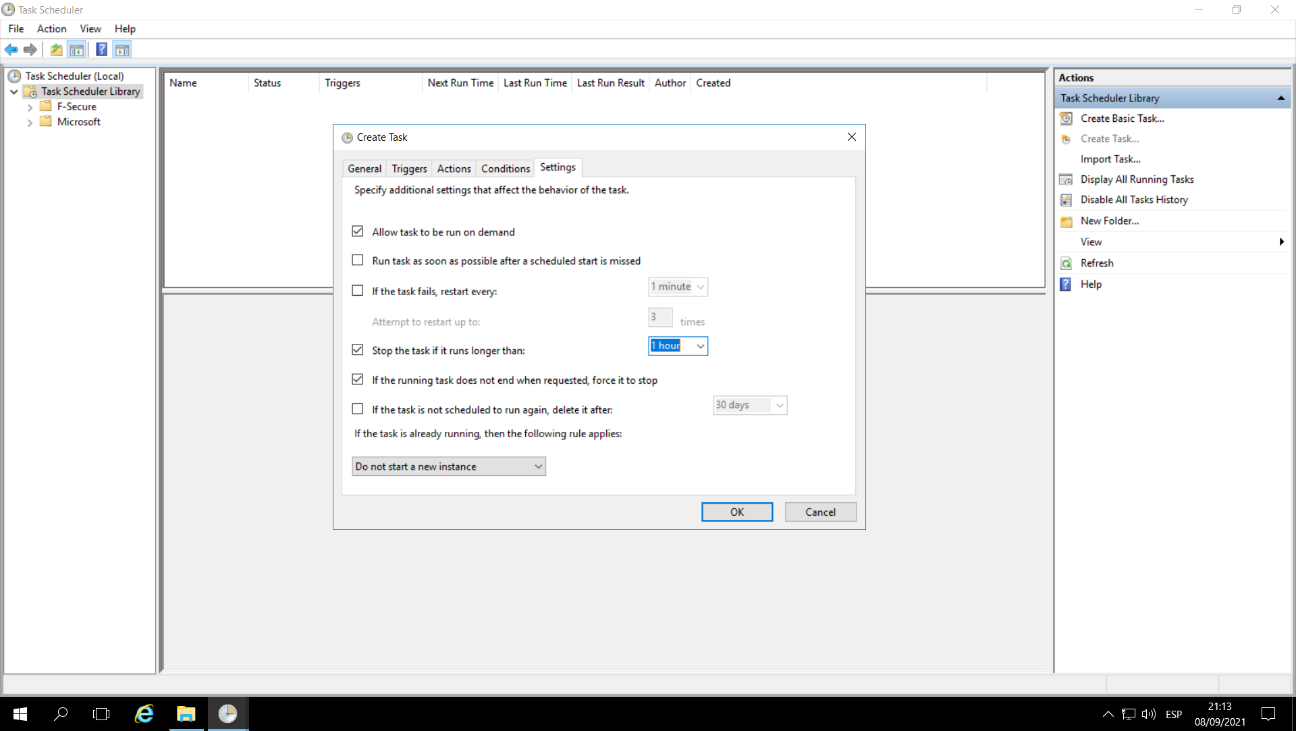 Task Scheduler
File Action View Help
Task Scheduler (Local)
Task Scheduler Library
F-Secure
Microsoft
Name Status Triggers Next Run Time Last Run Time Last Run Result Author Created
Create Task
General Triggers Actions Conditions Settings
Specify additional settings that affect the behavior of the task.
Allow task to be run on demand
Run task as soon as possible after a scheduled start is missed
If the task fails, restart every: 1 minute
Attempt to restart up to: 3 times
Stop the task if it runs longer than: 1 hour
If the running task does not end when requested, force it to stop
If the task is not scheduled to run again, delete it after: 30 days
If the task is already running, then the following rule applies:
Do not start a new instance
OK Cancel
Actions
Task Scheduler Library
Create Basic Task...
Create Task...
Import Task...
Display All Running Tasks
Disable All Tasks History
New Folder...
View
Refresh
Help
ESP
21:13
08/09/2021